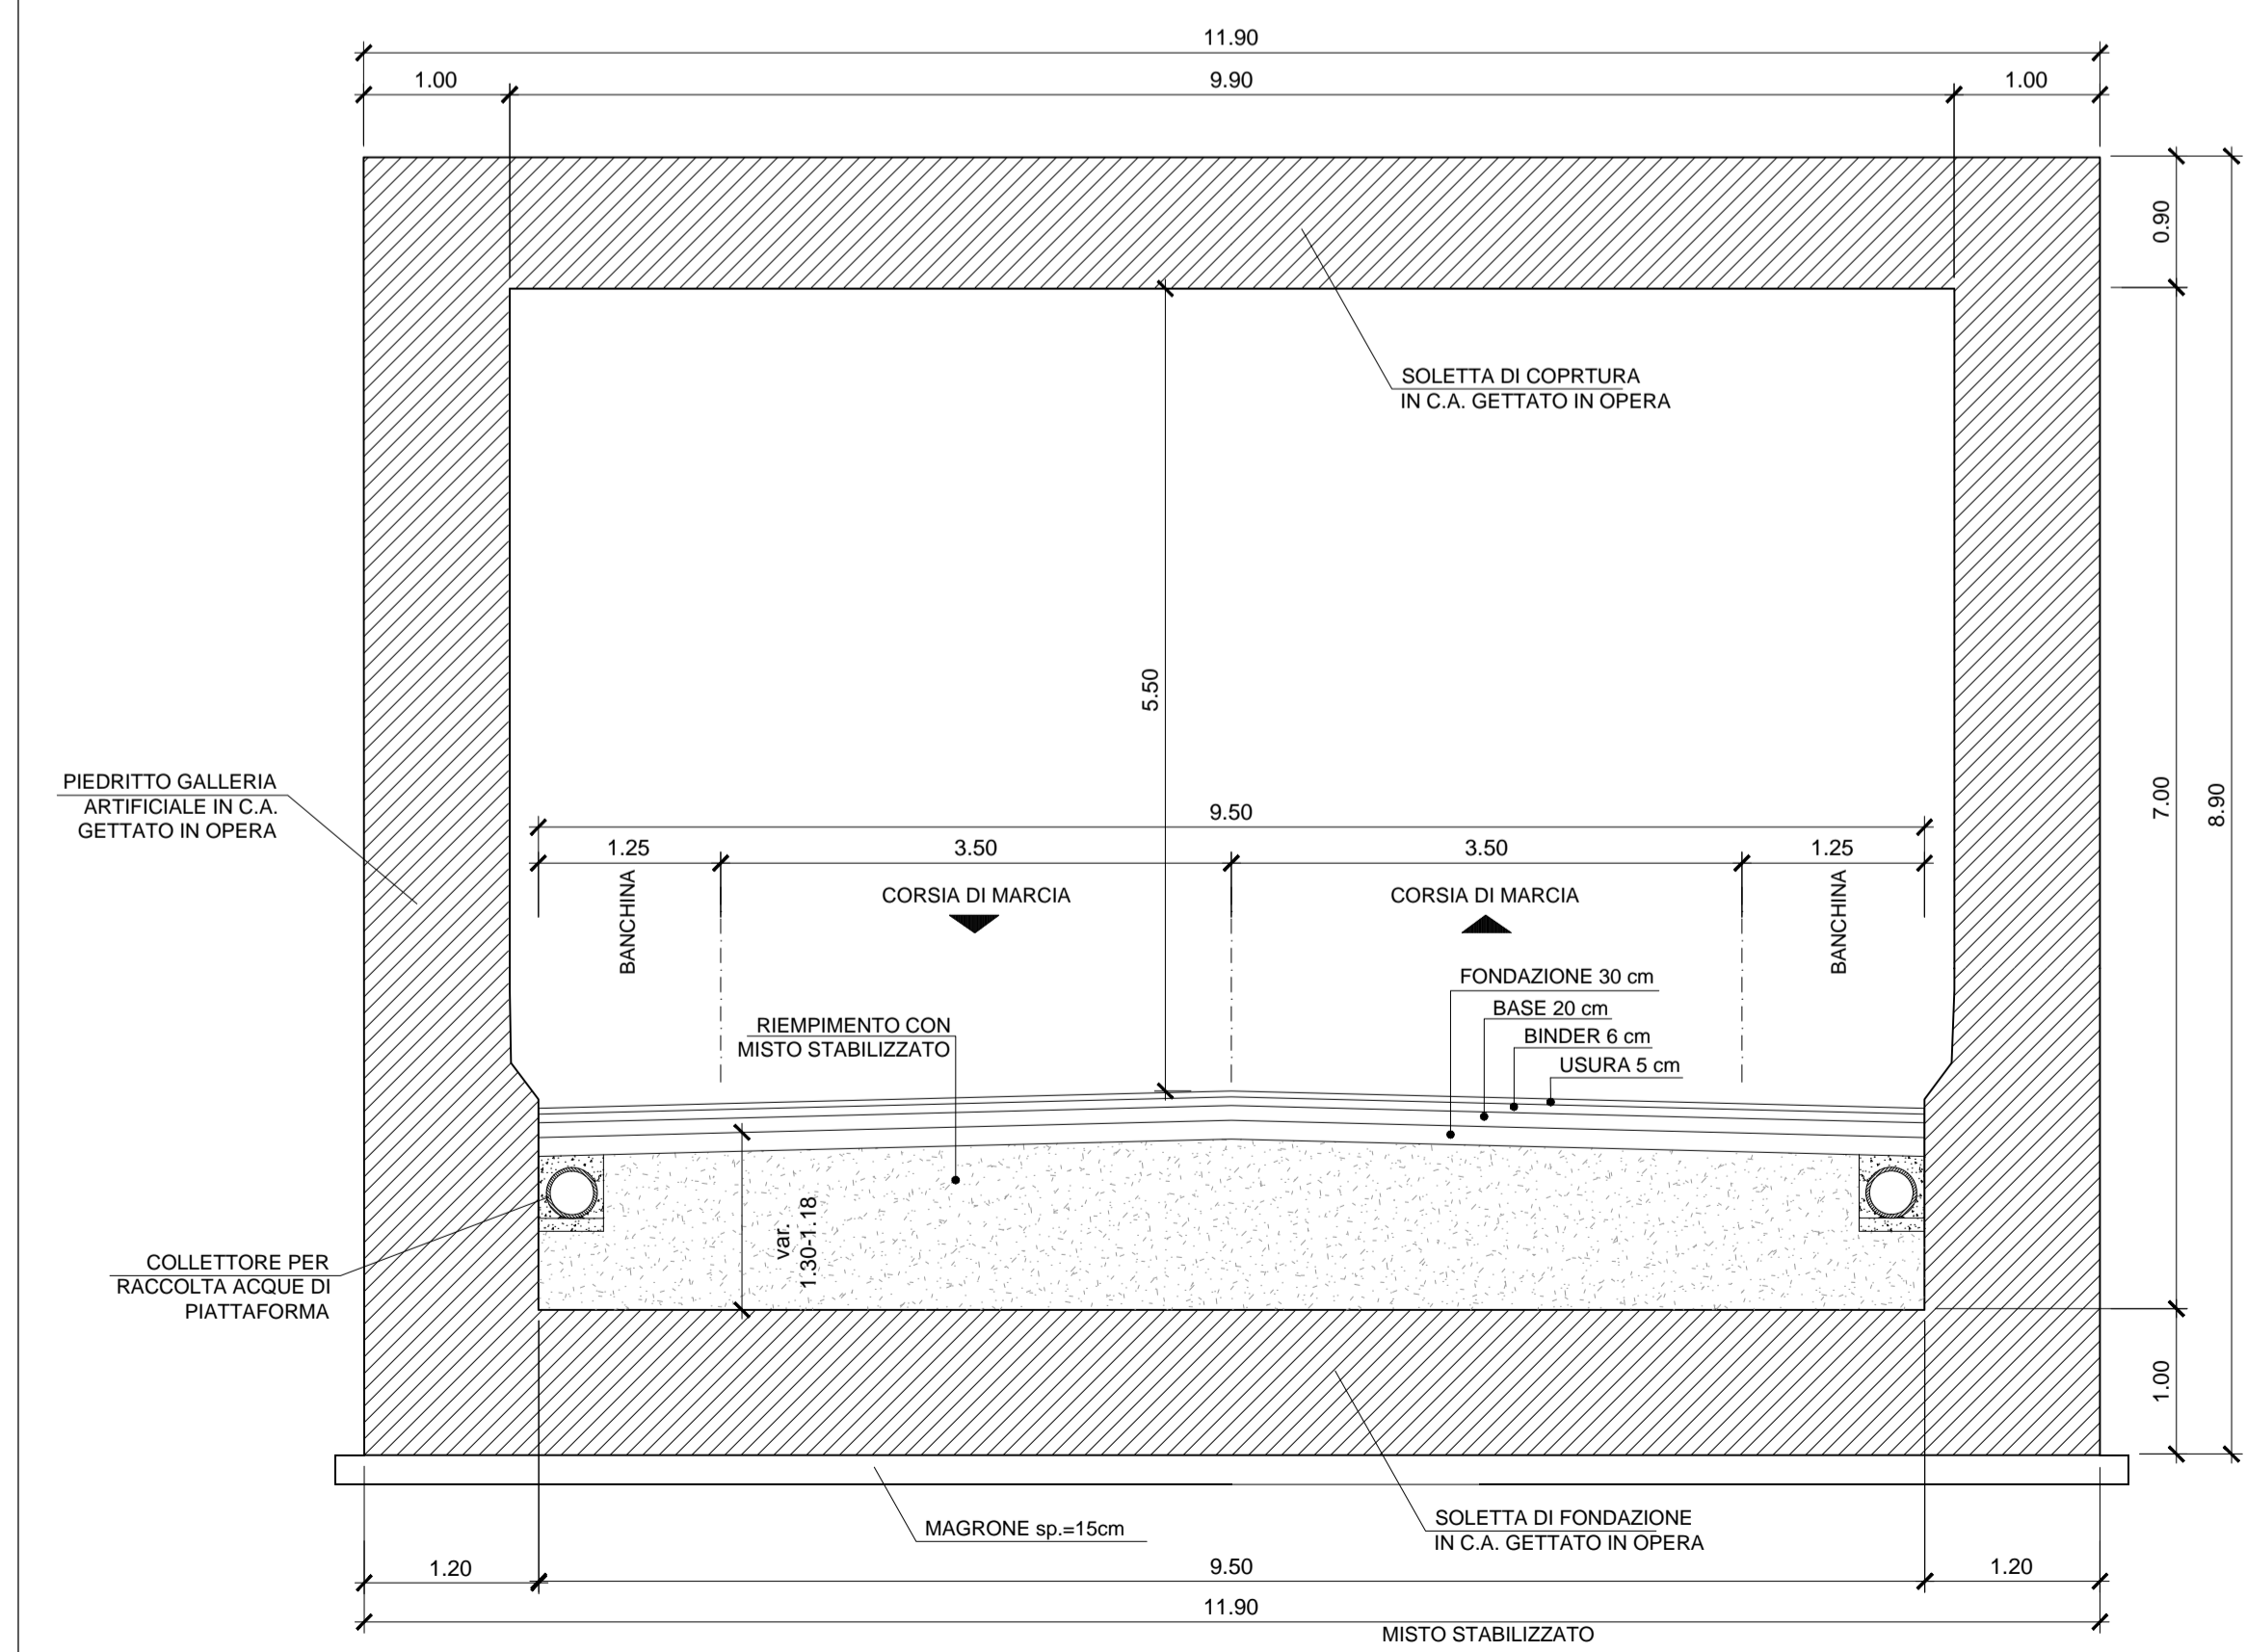 11.90
1.00
9.90
1.00
0.90
SOLETTA DI COPRTURA
IN C.A. GETTATO IN OPERA
5.50
7.00
8.90
PIEDRITTO GALLERIA
ARTIFICIALE IN C.A.
GETTATO IN OPERA
9.50
1.25
3.50
3.50
1.25
BANCHINA
CORSIA DI MARCIA
CORSIA DI MARCIA
BANCHINA
FONDAZIONE 30 cm
BASE 20 cm
BINDER 6 cm
USURA 5 cm
RIEMPIMENTO CON
MISTO STABILIZZATO
var.
1.30-1.18
COLLETTORE PER
RACCOLTA ACQUE DI
PIATTAFORMA
1.00
MAGRONE sp.=15cm
SOLETTA DI FONDAZIONE
IN C.A. GETTATO IN OPERA
1.20
9.50
1.20
11.90
MISTO STABILIZZATO